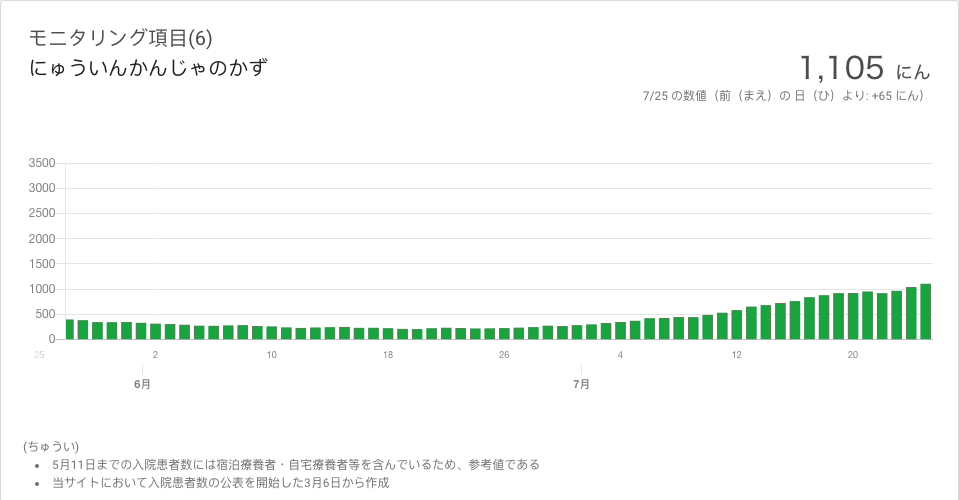 モニタリング項目(6)
にゅういんかんじゃのかず
1,105 にん
7/25 の数値（前（まえ）の 日（ひ）より: +65 にん）
3500
3000
2500
2000
1500
1000
500
0
25 2 10 18 26 4 12 20
6月 7月
(ちゅうい)
• 5月11日までの入院患者数には宿泊療養者・自宅療養者等を含んでいるため、参考値である
• 当サイトにおいて入院患者数の公表を開始した3月6日から作成